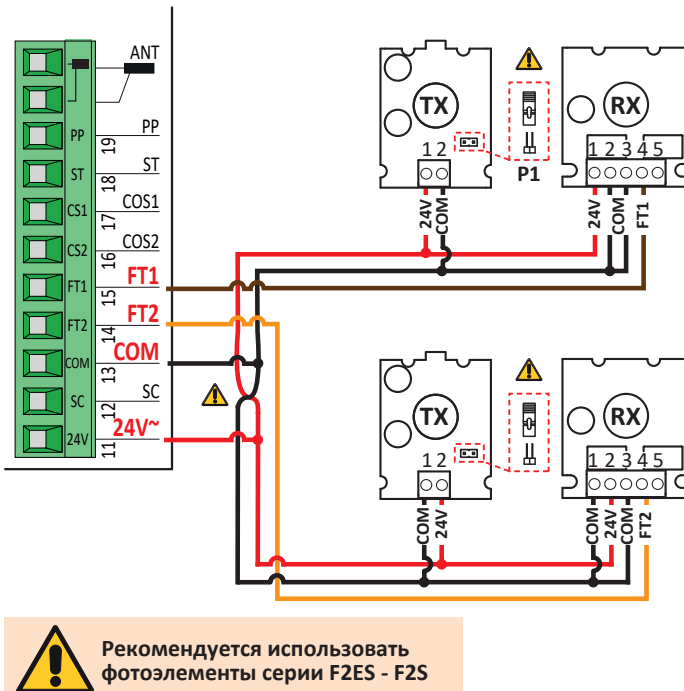 ANT
PP 19 PP
ST 18 ST
CS1 17 COS1
CS2 16 COS2
FT1 15 FT1
FT2 14 FT2
COM 13 COM
SC 12 SC
24V 11 24V~
TX
1 2
24V COM
P1
RX
1 2 3 4 5
24V COM FT1
TX
1 2
COM 24V
RX
1 2 3 4 5
COM 24V COM FT2
Рекомендуется использовать
фотоэлементы серии F2ES - F2S